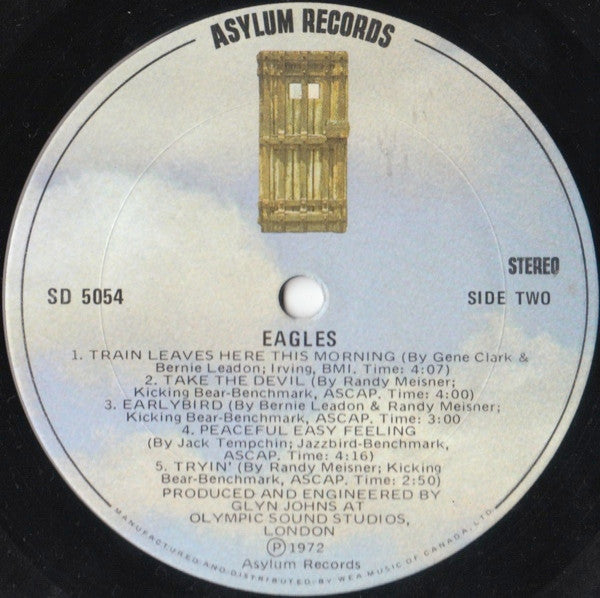 ASYLUM RECORDS
STEREO
SD 5054
SIDE TWO
EAGLES
1. TRAIN LEAVES HERE THIS MORNING (By Gene Clark &
Bernie Leadon; Irving, BMI. Time: 4:07)
2. TAKE THE DEVIL (By Randy Meisner;
Kicking Bear-Benchmark, ASCAP. Time: 4:00)
3. EARLYBIRD (By Bernie Leadon & Randy Meisner;
Kicking Bear-Benchmark, ASCAP. Time: 3:00
4. PEACEFUL EASY FEELING
(By Jack Tempchin; Jazzbird-Benchmark,
ASCAP. Time: 4:16)
5. TRYIN' (By Randy Meisner; Kicking
Bear-Benchmark, ASCAP. Time: 2:50)
PRODUCED AND ENGINEERED BY
GLYN JOHNS AT
OLYMPIC SOUND STUDIOS,
LONDON
Ⓟ1972
Asylum Records
MANUFACTURED AND DISTRIBUTED BY WEA MUSIC OF CANADA, LTD.